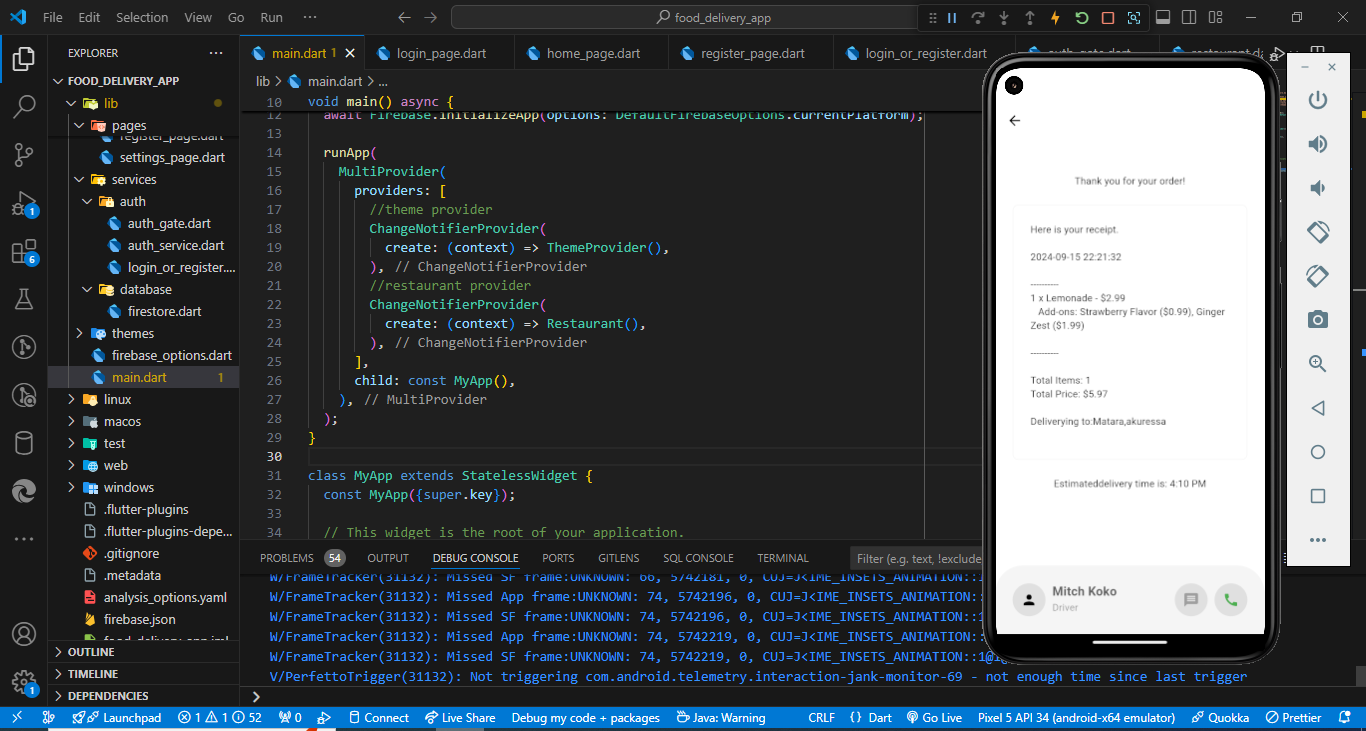 File Edit Selection View Go Run ··· food_delivery_app
EXPLORER ···
FOOD_DELIVERY_APP
lib
pages
register_page.dart
settings_page.dart
services
auth
auth_gate.dart
auth_service.dart
login_or_register....
database
firestore.dart
themes
firebase_options.dart
main.dart 1
linux
macos
test
web
windows
.flutter-plugins
.flutter-plugins-depe...
.gitignore
.metadata
analysis_options.yaml
firebase.json
food_delivery_app.iml
OUTLINE
TIMELINE
DEPENDENCIES
1
6
1
main.dart 1 login_page.dart home_page.dart register_page.dart login_or_register.dart auth_gate.dart restaurant.da
lib > main.dart > ...
10 void main() async {
12 await Firebase.initializeApp(options: DefaultFirebaseOptions.currentPlatform);
13
14 runApp(
15 MultiProvider(
16 providers: [
17 //theme provider
18 ChangeNotifierProvider(
19 create: (context) => ThemeProvider(),
20 ), // ChangeNotifierProvider
21 //restaurant provider
22 ChangeNotifierProvider(
23 create: (context) => Restaurant(),
24 ), // ChangeNotifierProvider
25 ],
26 child: const MyApp(),
27 ), // MultiProvider
28 );
29 }
30
31 class MyApp extends StatelessWidget {
32 const MyApp({super.key});
33
34 // This widget is the root of your application.
PROBLEMS 54 OUTPUT DEBUG CONSOLE PORTS GITLENS SQL CONSOLE TERMINAL Filter (e.g. text, !exclude
W/FrameTracker(31132): Missed SF frame:UNKNOWN: 66, 5742181, 0, CUJ=J<IME_INSETS_ANIMATION::1
W/FrameTracker(31132): Missed App frame:UNKNOWN: 74, 5742196, 0, CUJ=J<IME_INSETS_ANIMATION::
W/FrameTracker(31132): Missed SF frame:UNKNOWN: 74, 5742196, 0, CUJ=J<IME_INSETS_ANIMATION::1
W/FrameTracker(31132): Missed App frame:UNKNOWN: 74, 5742219, 0, CUJ=J<IME_INSETS_ANIMATION::
W/FrameTracker(31132): Missed SF frame:UNKNOWN: 74, 5742219, 0, CUJ=J<IME_INSETS_ANIMATION::1@
V/PerfettoTrigger(31132): Not triggering com.android.telemetry.interaction-jank-monitor-69 - not enough time since last trigger
>
Thank you for your order!
Here is your receipt.
2024-09-15 22:21:32
----------
1 x Lemonade - $2.99
Add-ons: Strawberry Flavor ($0.99), Ginger
Zest ($1.99)
----------
Total Items: 1
Total Price: $5.97
Deliverying to:Matara,akuressa
Estimateddelivery time is: 4:10 PM
Mitch Koko
Driver
Launchpad 1 1 52 0 Connect Live Share Debug my code + packages Java: Warning CRLF {} Dart Go Live Pixel 5 API 34 (android-x64 emulator) Quokka Prettier